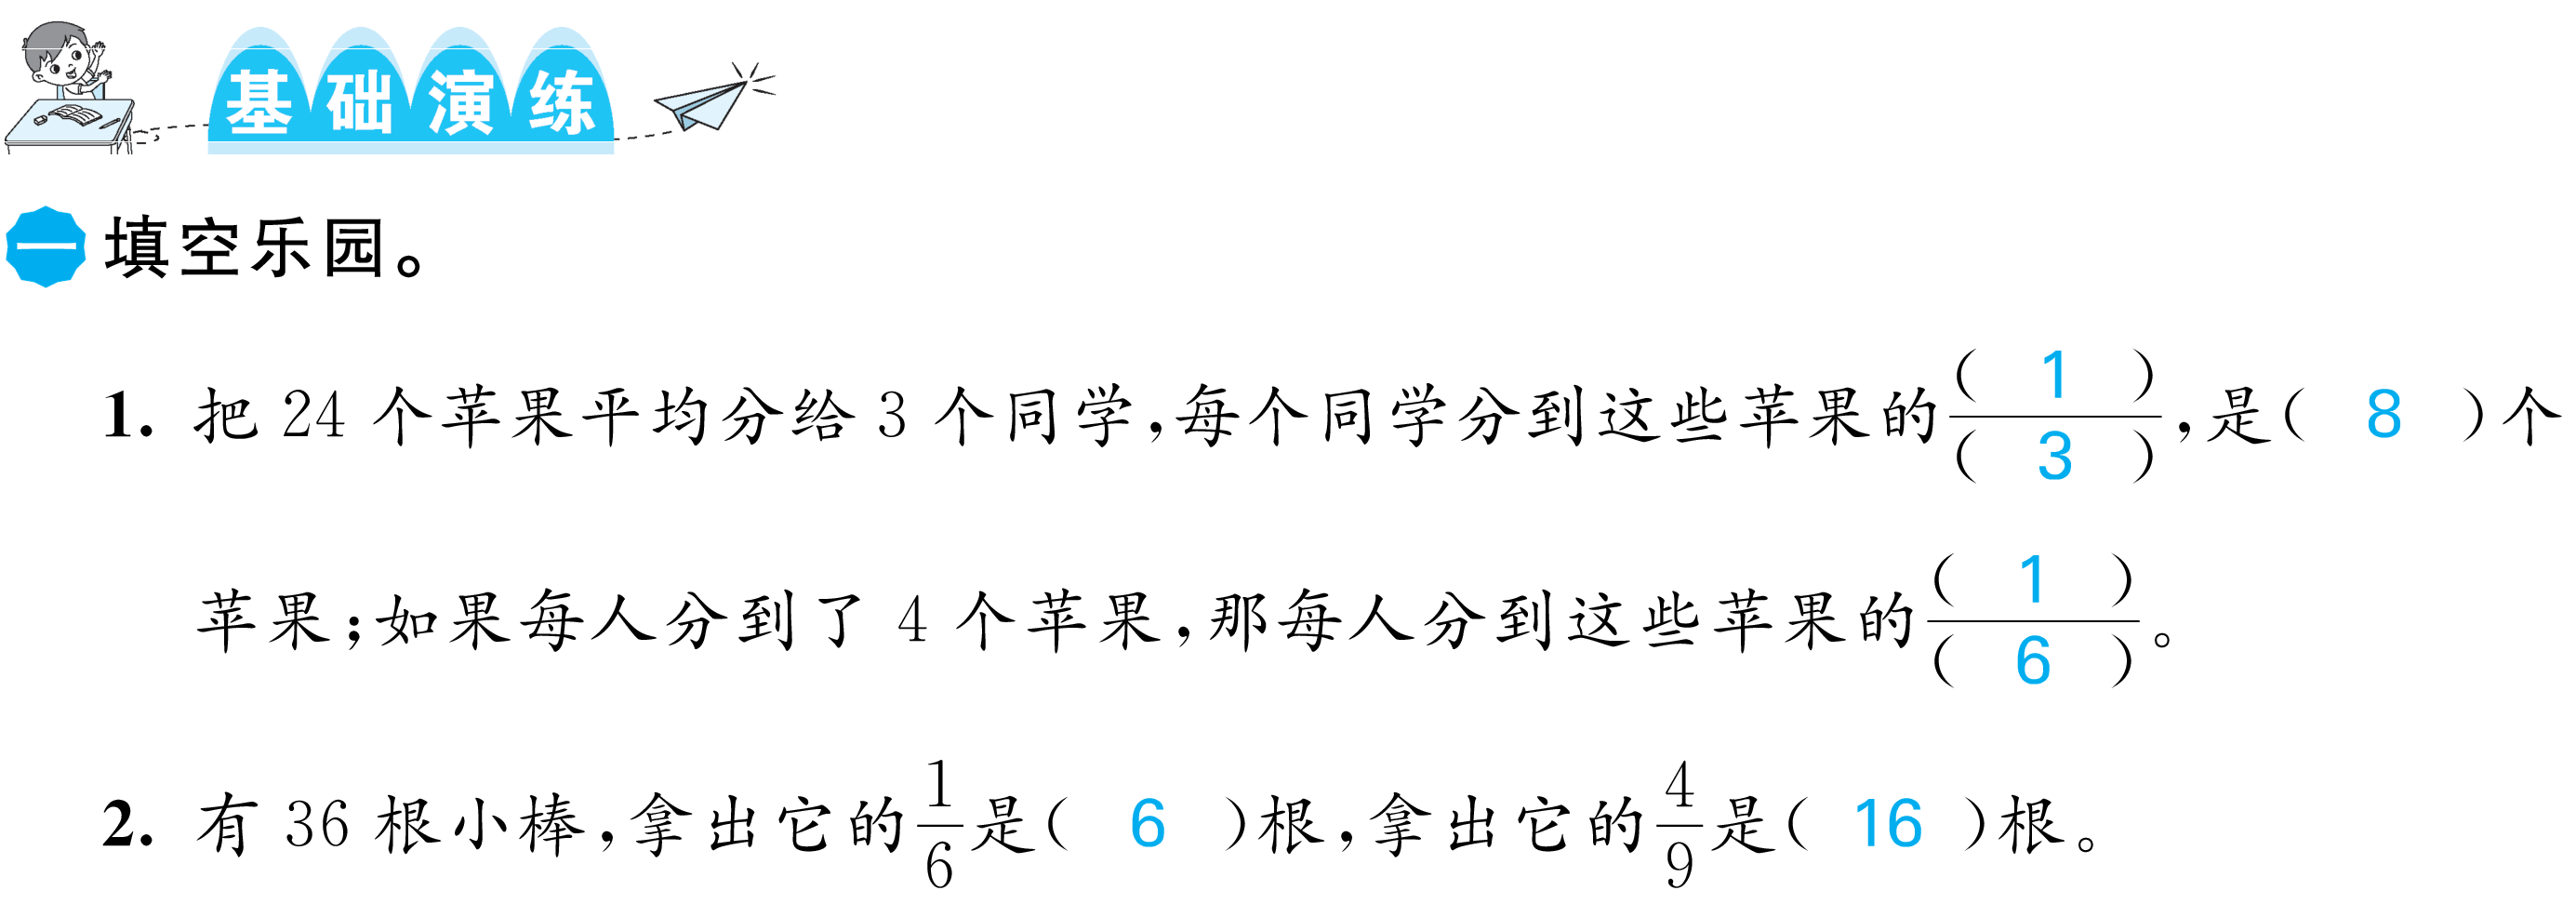 基础演练
一 填空乐园。
1. 把 24 个苹果平均分给 3 个同学,每个同学分到这些苹果的( 1 )/( 3 ),是( 8 )个
苹果;如果每人分到了 4 个苹果,那每人分到这些苹果的( 1 )/( 6 )。
2. 有 36 根小棒,拿出它的1/6是( 6 )根,拿出它的4/9是( 16 )根。